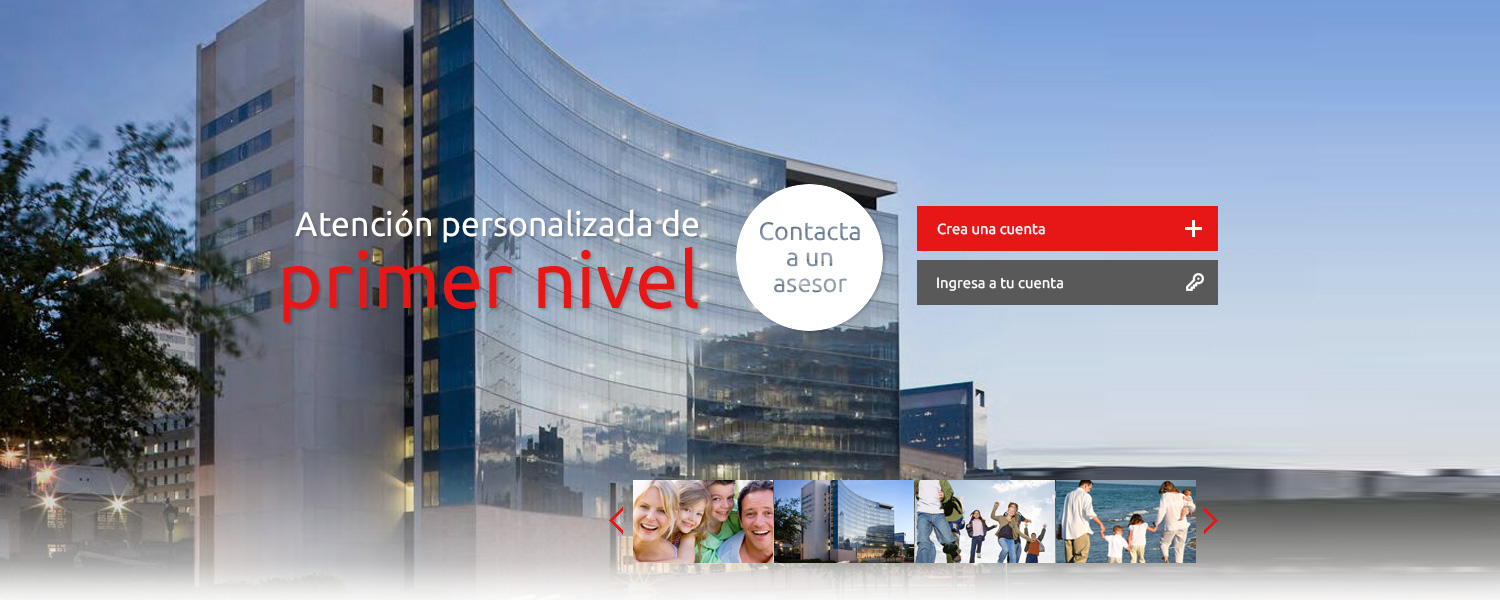 Atención personalizada de
primer nivel
Contacta
a un
asesor
Crea una cuenta
Ingresa a tu cuenta